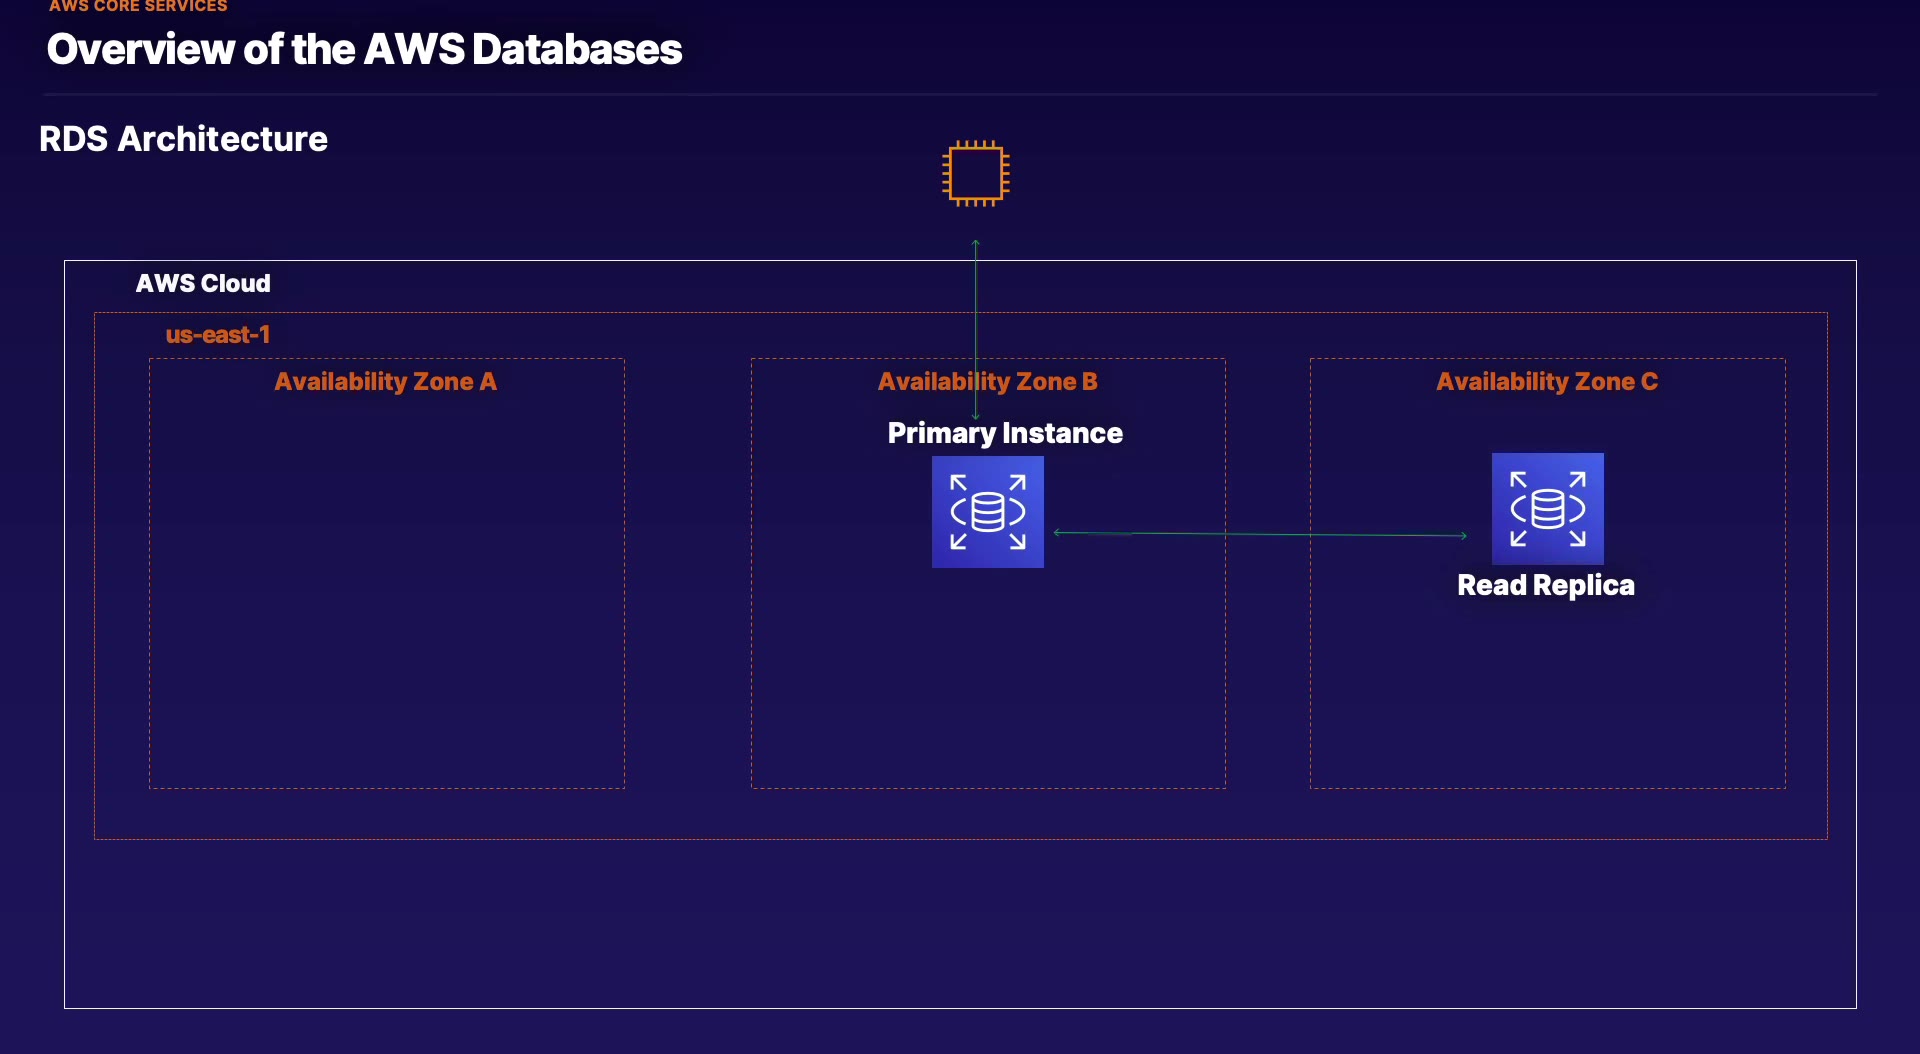 AWS CORE SERVICES
Overview of the AWS Databases
RDS Architecture
AWS Cloud
us-east-1
Availability Zone A
Availability Zone B
Availability Zone C
Primary Instance
Read Replica